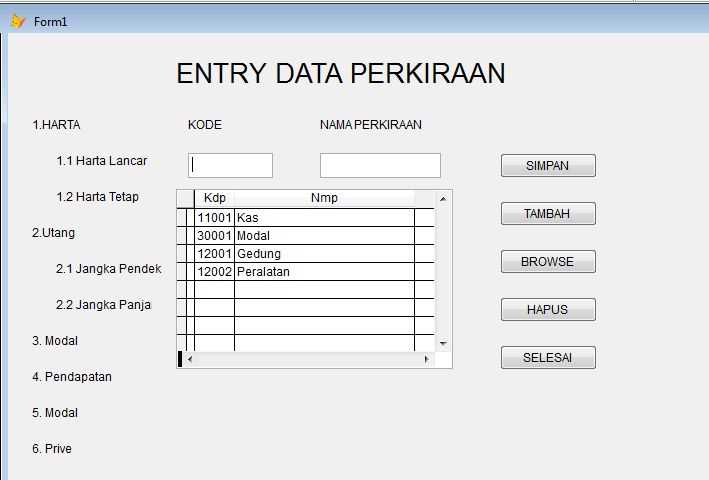 Form1
ENTRY DATA PERKIRAAN
1.HARTA KODE NAMA PERKIRAAN
1.1 Harta Lancar SIMPAN
1.2 Harta Tetap Kdp Nmp
11001 Kas TAMBAH
2.Utang 30001 Modal
12001 Gedung BROWSE
2.1 Jangka Pendek 12002 Peralatan
2.2 Jangka Panja HAPUS
3. Modal
SELESAI
4. Pendapatan
5. Modal
6. Prive